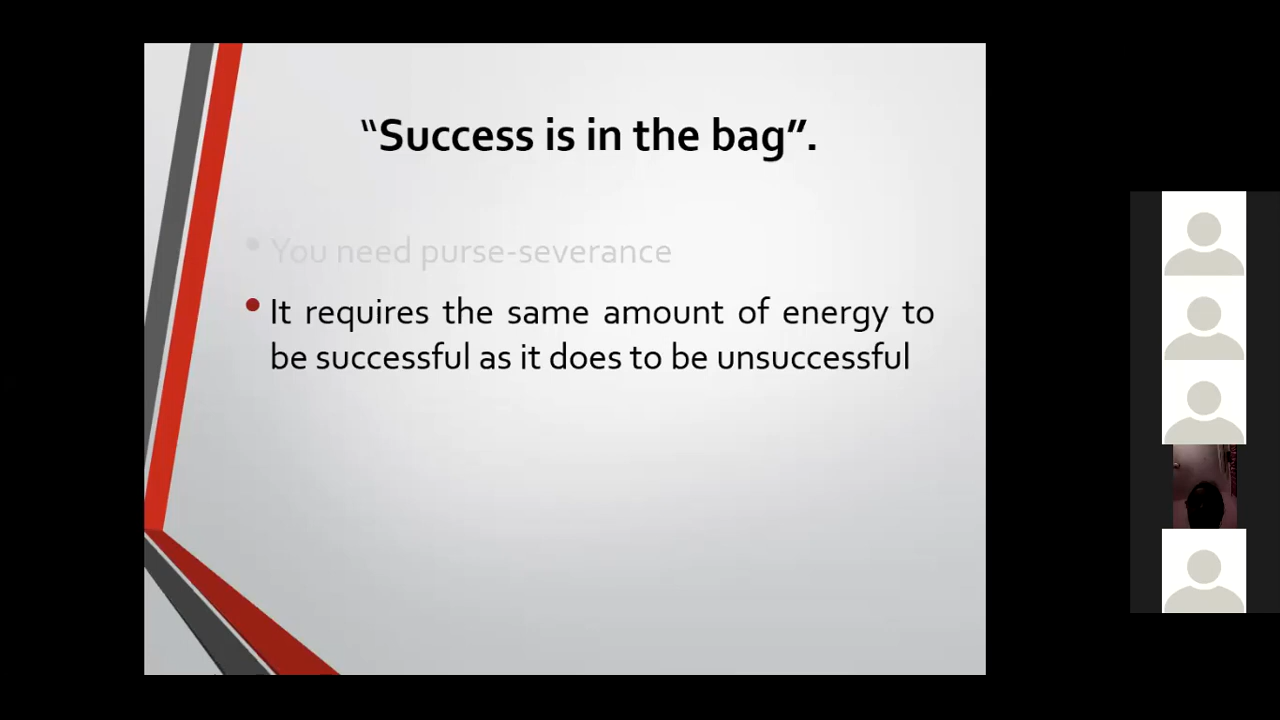 “Success is in the bag”.
• You need purse-severance
• It requires the same amount of energy to
be successful as it does to be unsuccessful